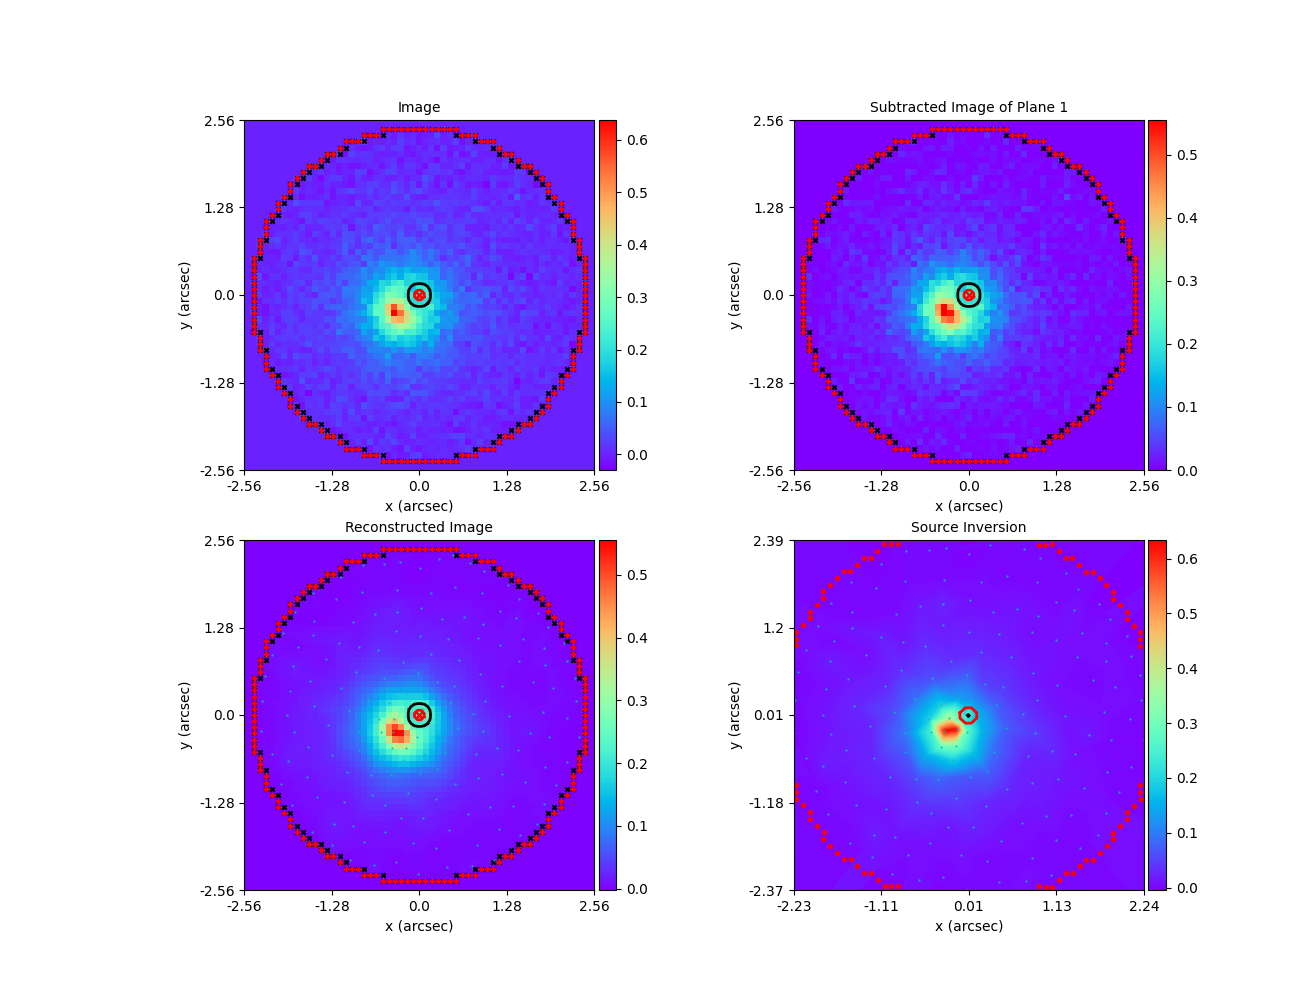 Image
2.56
1.28
0.0
-1.28
-2.56
y (arcsec)
-2.56 -1.28 0.0 1.28 2.56
x (arcsec)
0.6
0.5
0.4
0.3
0.2
0.1
0.0
Subtracted Image of Plane 1
2.56
1.28
0.0
-1.28
-2.56
y (arcsec)
-2.56 -1.28 0.0 1.28 2.56
x (arcsec)
0.5
0.4
0.3
0.2
0.1
0.0
Reconstructed Image
2.56
1.28
0.0
-1.28
-2.56
y (arcsec)
-2.56 -1.28 0.0 1.28 2.56
x (arcsec)
0.5
0.4
0.3
0.2
0.1
0.0
Source Inversion
2.39
1.2
0.01
-1.18
-2.37
y (arcsec)
-2.23 -1.11 0.01 1.13 2.24
x (arcsec)
0.6
0.5
0.4
0.3
0.2
0.1
0.0